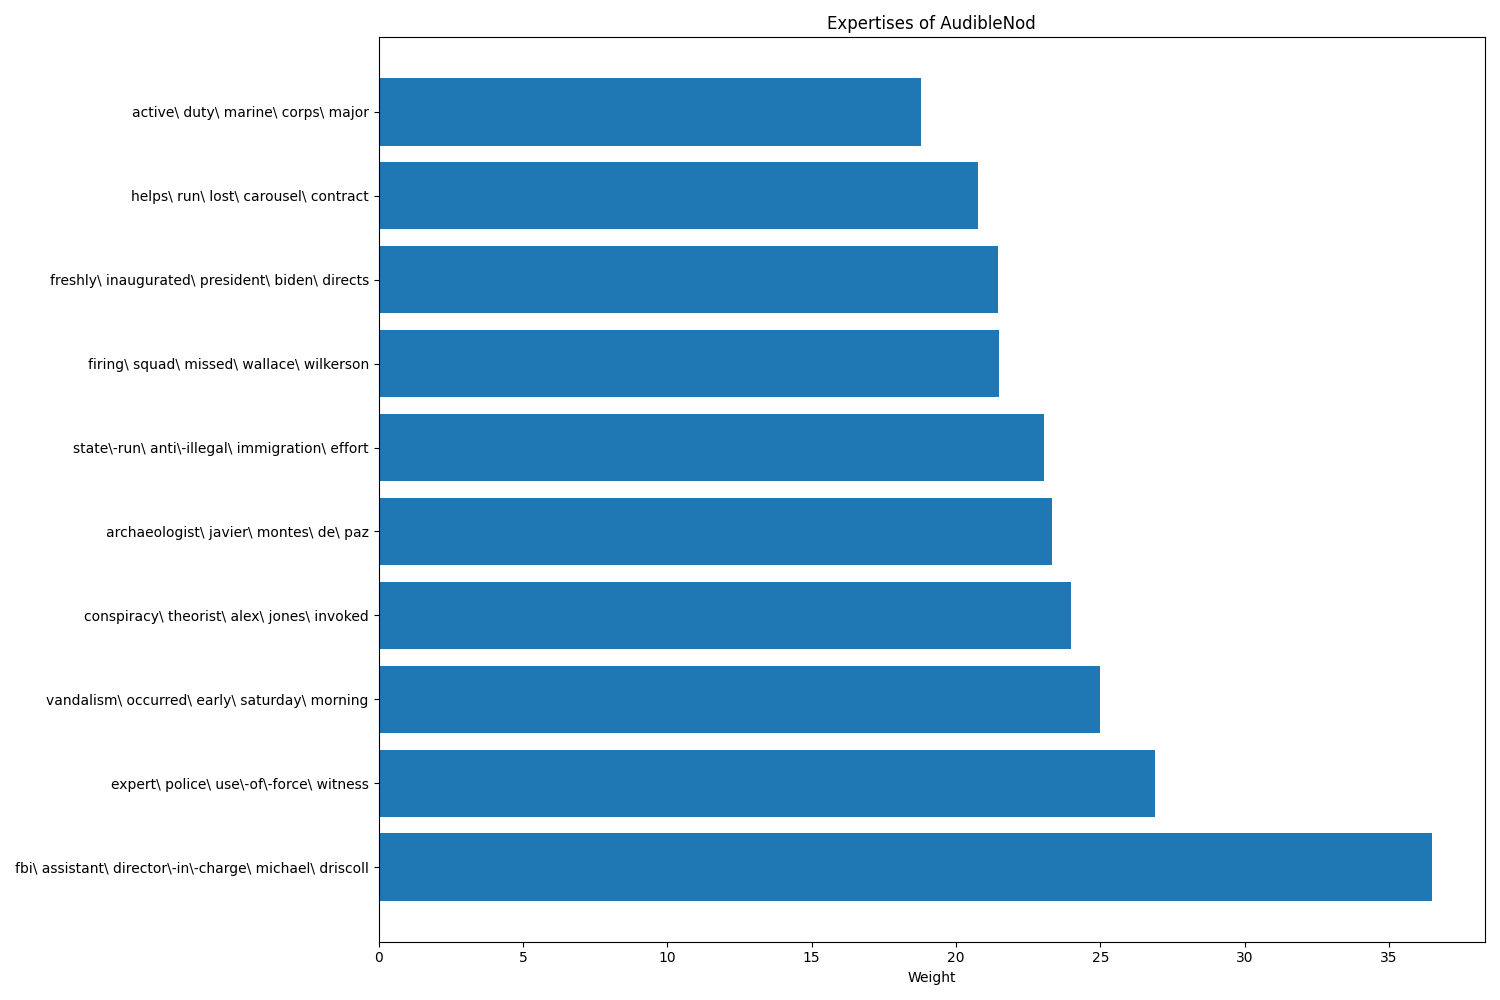 Expertises of AudibleNod
active\ duty\ marine\ corps\ major
helps\ run\ lost\ carousel\ contract
freshly\ inaugurated\ president\ biden\ directs
firing\ squad\ missed\ wallace\ wilkerson
state\-run\ anti\-illegal\ immigration\ effort
archaeologist\ javier\ montes\ de\ paz
conspiracy\ theorist\ alex\ jones\ invoked
vandalism\ occurred\ early\ saturday\ morning
expert\ police\ use\-of\-force\ witness
fbi\ assistant\ director\-in\-charge\ michael\ driscoll
0 5 10 15 20 25 30 35
Weight